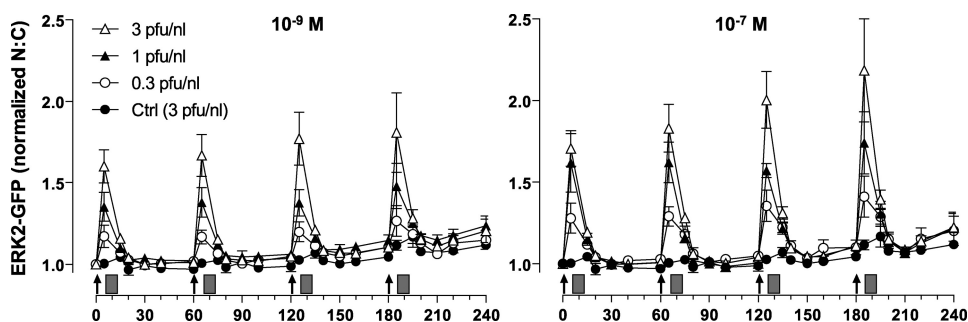 10-9 M
10-7 M
2.5
2.0
1.5
1.0
ERK2-GFP (normalized N:C)
3 pfu/nl
1 pfu/nl
0.3 pfu/nl
Ctrl (3 pfu/nl)
2.5
2.0
1.5
1.0
0 30 60 90 120 150 180 210 240
0 30 60 90 120 150 180 210 240